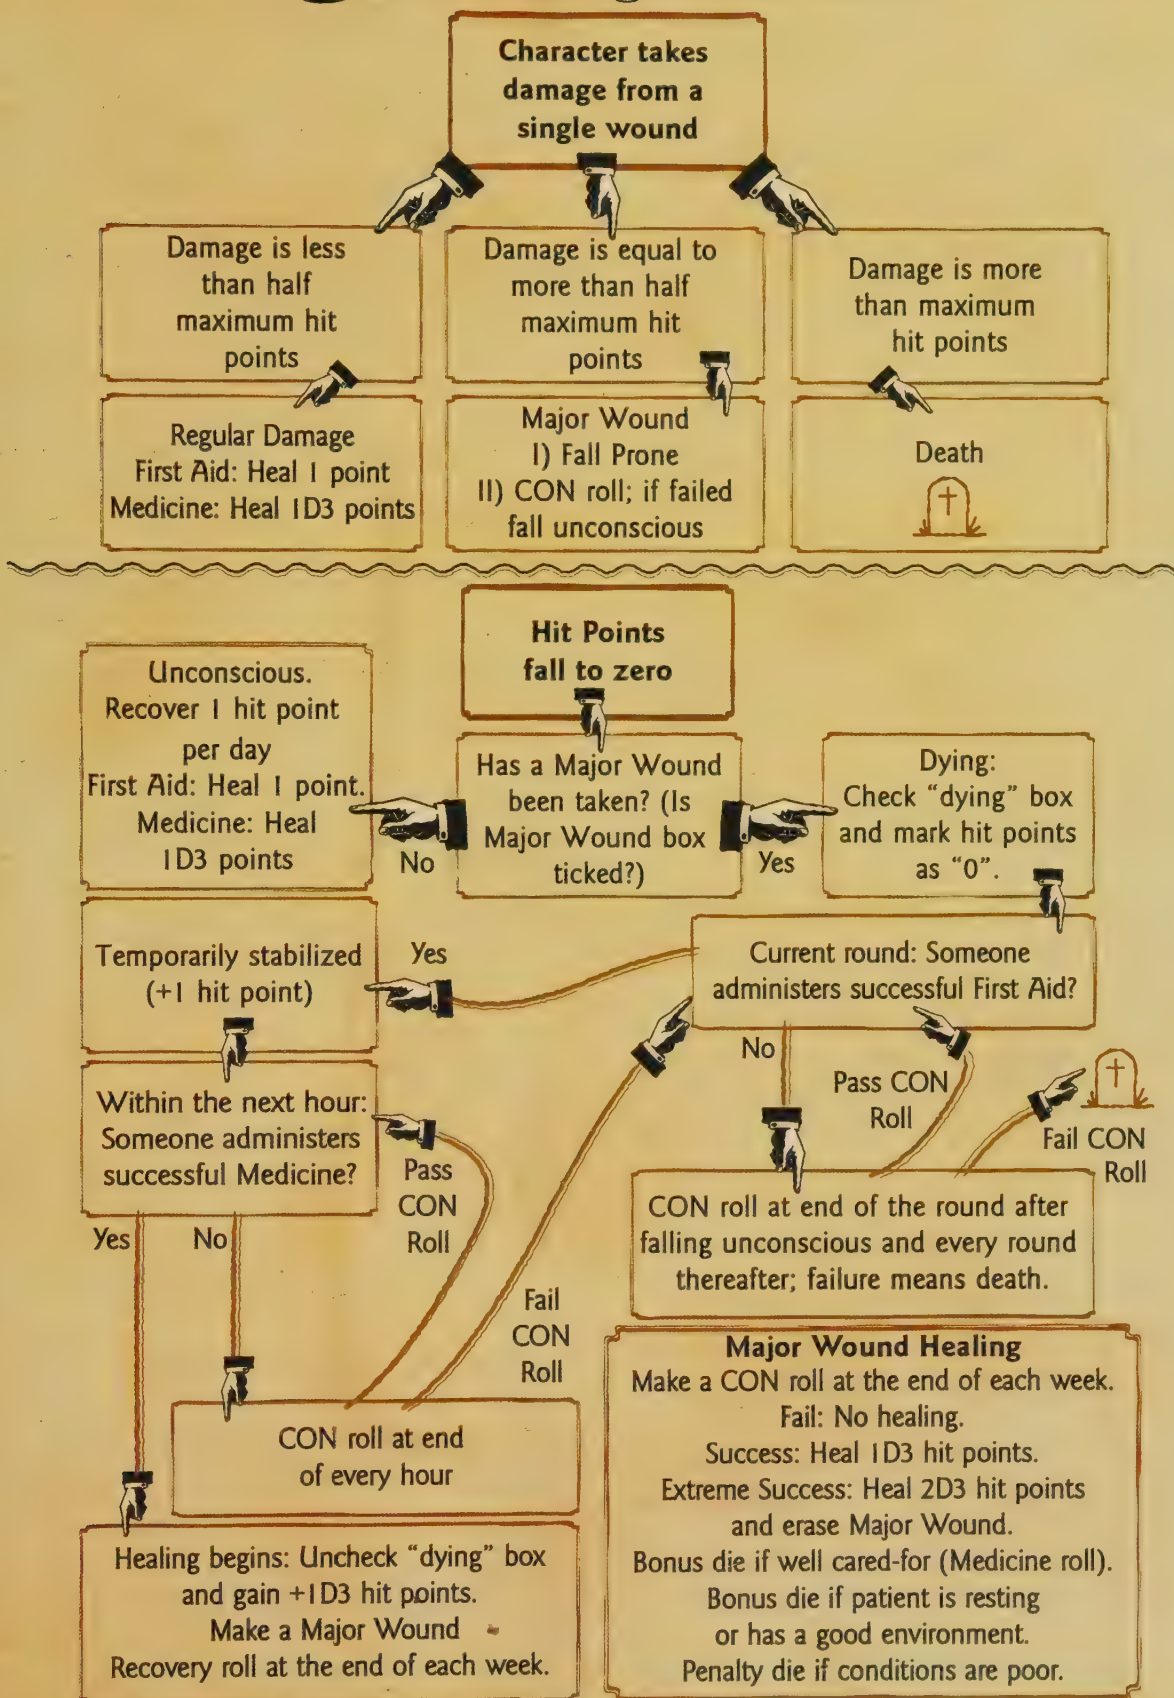 Character takes
damage from a
single wound
Damage is less
than half
maximum hit
points
Damage is equal to
more than half
maximum hit
points
Damage is more
than maximum
hit points
Regular Damage
First Aid: Heal 1 point
Medicine: Heal 1D3 points
Major Wound
I) Fall Prone
II) CON roll; if failed
fall unconscious
Death
Hit Points
fall to zero
Unconscious.
Recover 1 hit point
per day
First Aid: Heal 1 point.
Medicine: Heal
1D3 points
No
Has a Major Wound
been taken? (Is
Major Wound box
ticked?)
Yes
Dying:
Check “dying” box
and mark hit points
as “0”.
Temporarily stabilized
(+1 hit point)
Yes
Current round: Someone
administers successful First Aid?
No
Pass CON
Roll
Fail CON
Roll
Within the next hour:
Someone administers
successful Medicine?
Pass
CON
Roll
Yes
No
CON roll at end of the round after
falling unconscious and every round
thereafter; failure means death.
Fail
CON
Roll
CON roll at end
of every hour
Healing begins: Uncheck “dying” box
and gain +1D3 hit points.
Make a Major Wound
Recovery roll at the end of each week.
Major Wound Healing
Make a CON roll at the end of each week.
Fail: No healing.
Success: Heal 1D3 hit points.
Extreme Success: Heal 2D3 hit points
and erase Major Wound.
Bonus die if well cared-for (Medicine roll).
Bonus die if patient is resting
or has a good environment.
Penalty die if conditions are poor.